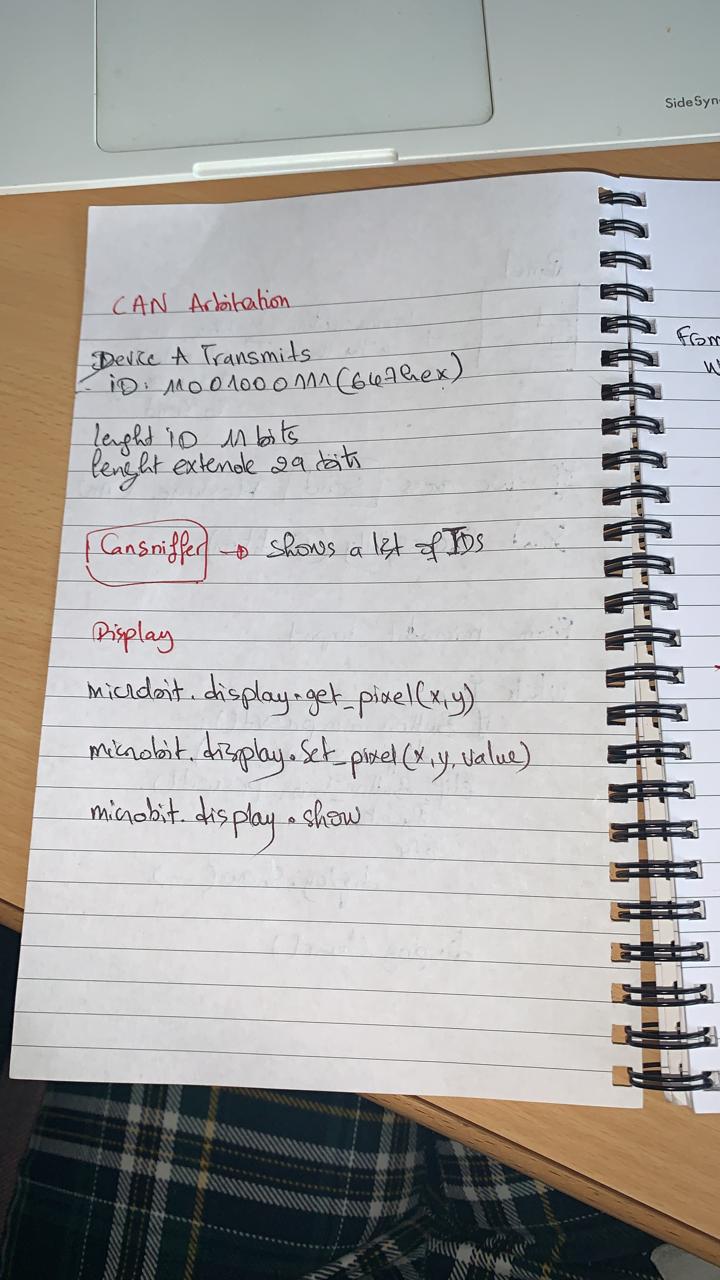 SideSyn
CAN Arbitration
Device A Transmits
- iD: 11001000111 (647hex)
lenght iD 11 bits
lenght extende 29 bits
Cansniffer → shows a list of IDs
Display
microbit.display.get_pixel(x,y)
microbit.display.set_pixel(x,y,value)
microbit.display.show
From